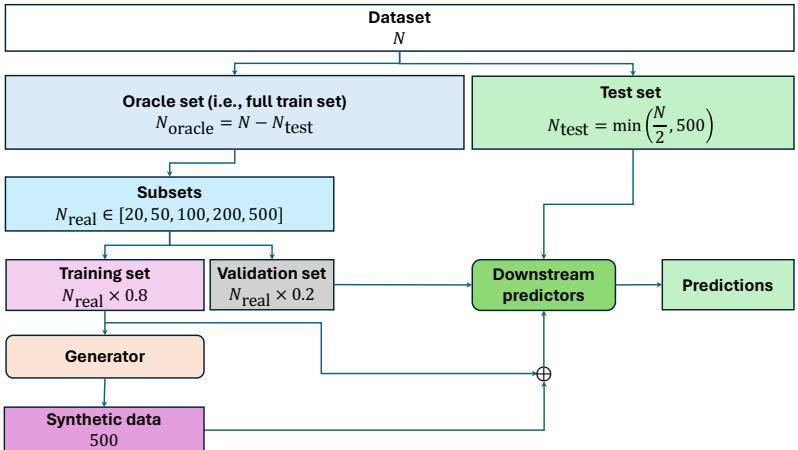 Dataset
N
Oracle set (i.e., full train set)
N_oracle = N − N_test
Test set
N_test = min(N/2, 500)
Subsets
N_real ∈ [20, 50, 100, 200, 500]
Training set
N_real × 0.8
Validation set
N_real × 0.2
Downstream
predictors
Predictions
Generator
Synthetic data
500